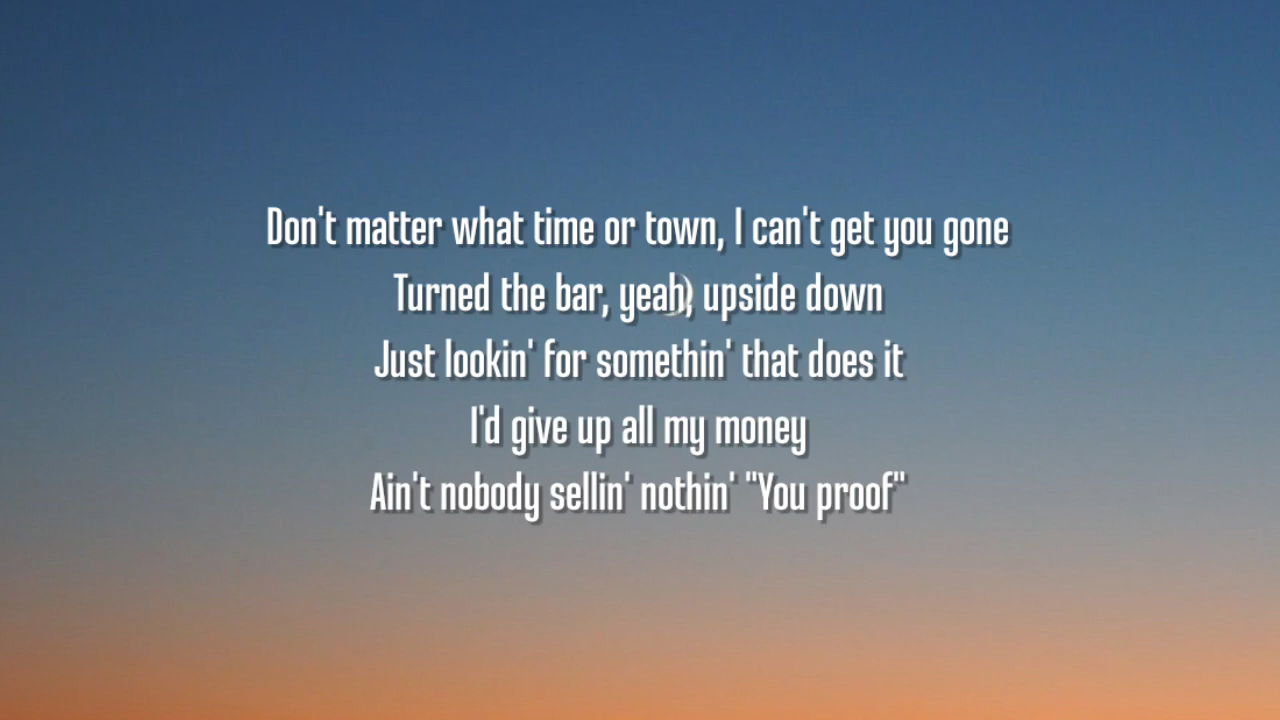 Don't matter what time or town, I can't get you gone
Turned the bar, yeah, upside down
Just lookin' for somethin' that does it
I'd give up all my money
Ain't nobody sellin' nothin' "You proof"